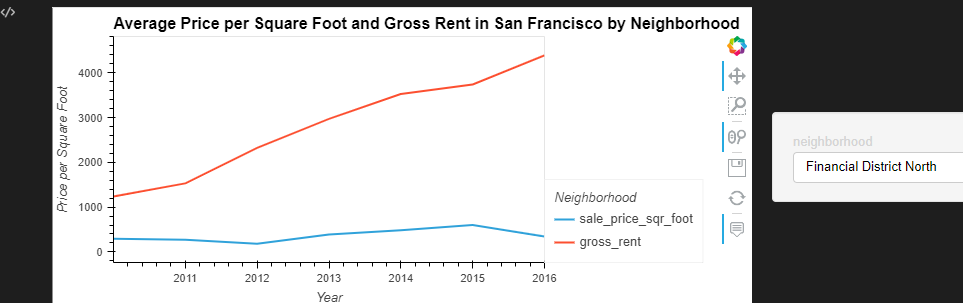 </>
Average Price per Square Foot and Gross Rent in San Francisco by Neighborhood
Price per Square Foot
4000
3000
2000
1000
0
2011 2012 2013 2014 2015 2016
Year
Neighborhood
sale_price_sqr_foot
gross_rent
neighborhood
Financial District North